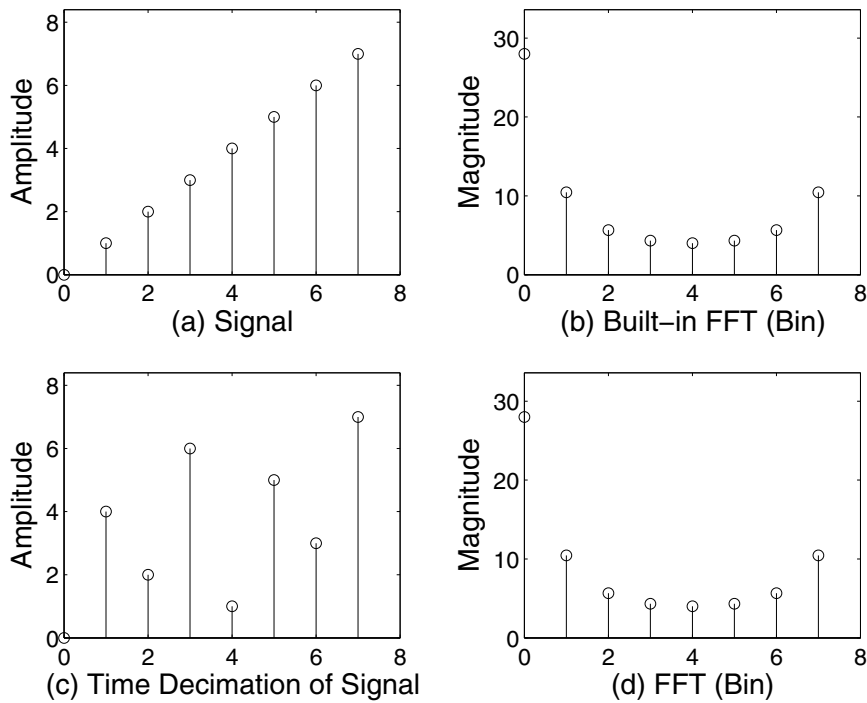 8
6
4
2
0
Amplitude
0 2 4 6 8
(a) Signal
30
20
10
0
Magnitude
0 2 4 6 8
(b) Built−in FFT (Bin)
8
6
4
2
0
Amplitude
0 2 4 6 8
(c) Time Decimation of Signal
30
20
10
0
Magnitude
0 2 4 6 8
(d) FFT (Bin)